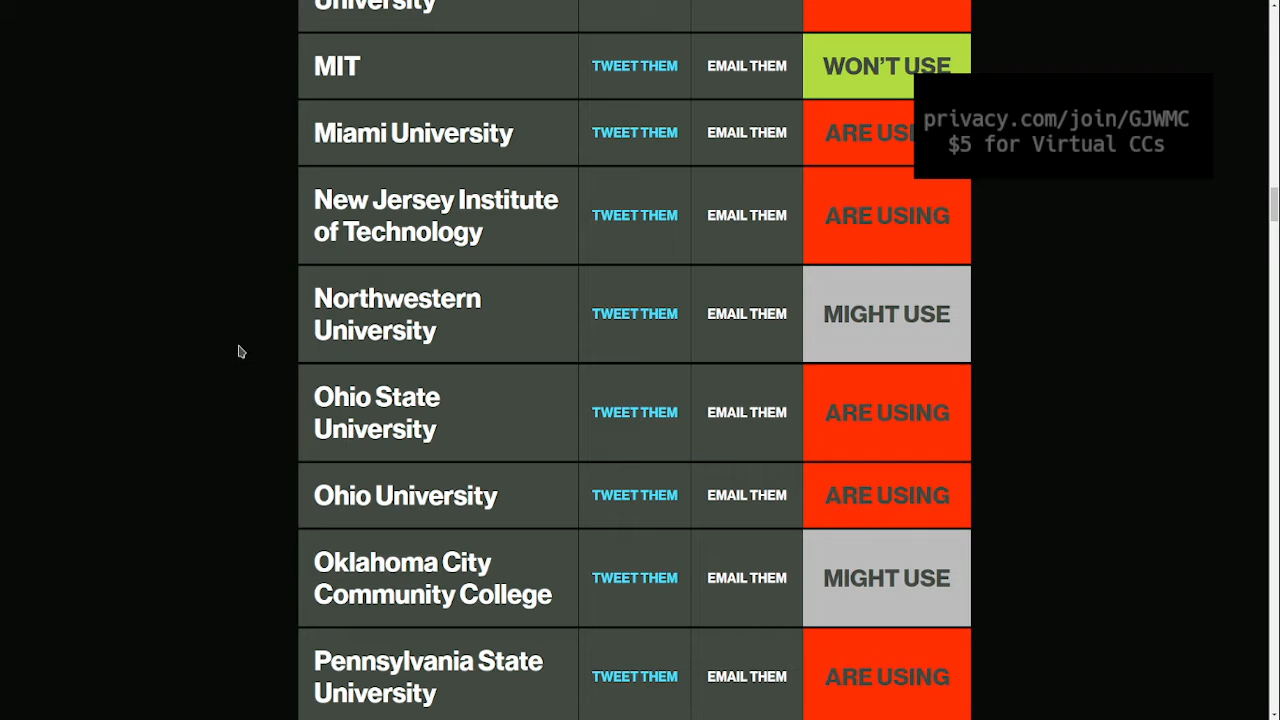 University
MIT TWEET THEM EMAIL THEM WON'T USE
privacy.com/join/GJWMC
$5 for Virtual CCs
Miami University TWEET THEM EMAIL THEM ARE
New Jersey Institute
of Technology TWEET THEM EMAIL THEM ARE USING
Northwestern
University TWEET THEM EMAIL THEM MIGHT USE
Ohio State
University TWEET THEM EMAIL THEM ARE USING
Ohio University TWEET THEM EMAIL THEM ARE USING
Oklahoma City
Community College TWEET THEM EMAIL THEM MIGHT USE
Pennsylvania State
University TWEET THEM EMAIL THEM ARE USING